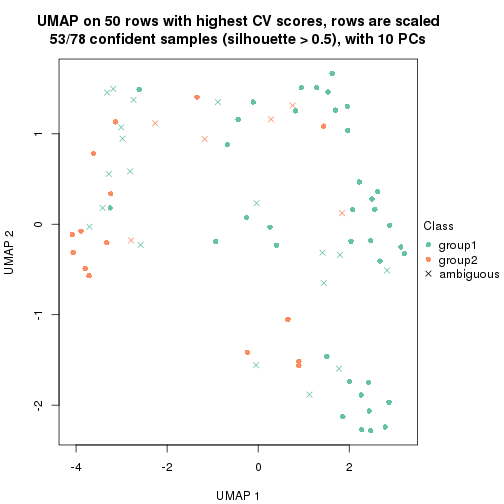 UMAP on 50 rows with highest CV scores, rows are scaled
53/78 confident samples (silhouette > 0.5), with 10 PCs
1
0
-1
-2
UMAP 2
-4
-2
0
2
UMAP 1
Class
group1
group2
ambiguous